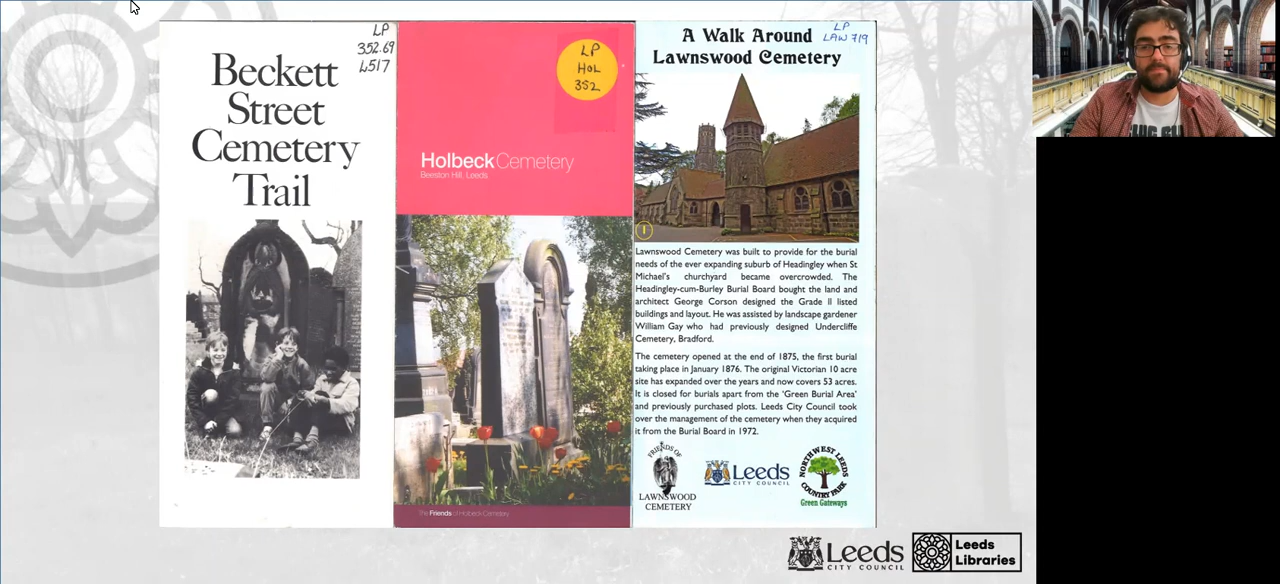 LP
352.69
L517
Beckett
Street
Cemetery
Trail
LP
HOL
352
Holbeck Cemetery
Beeston Hill, Leeds
The Friends of Holbeck Cemetery
LP
LAW 719
A Walk Around
Lawnswood Cemetery
1
Lawnswood Cemetery was built to provide for the burial
needs of the ever expanding suburb of Headingley when St
Michael's churchyard became overcrowded. The
Headingley-cum-Burley Burial Board bought the land and
architect George Corson designed the Grade II listed
buildings and layout. He was assisted by landscape gardener
William Gay who had previously designed Undercliffe
Cemetery, Bradford.
The cemetery opened at the end of 1875, the first burial
taking place in January 1876. The original Victorian 10 acre
site has expanded over the years and now covers 53 acres.
It is closed for burials apart from the 'Green Burial Area'
and previously purchased plots. Leeds City Council took
over the management of the cemetery when they acquired
it from the Burial Board in 1972.
FRIENDS OF
LAWNSWOOD
CEMETERY
Leeds
CITY COUNCIL
NORTHWEST LEEDS
COUNTRY PARK
Green Gateways
Leeds
CITY COUNCIL
Leeds
Libraries